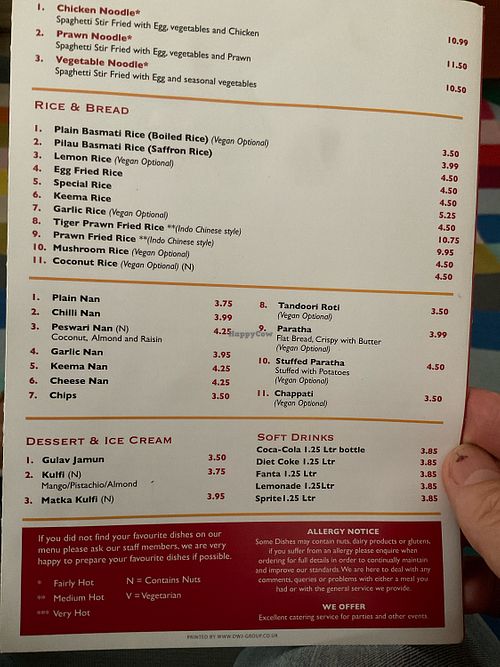 1. Chicken Noodle*
Spaghetti Stir Fried with Egg, vegetables and Chicken 10.99
2. Prawn Noodle*
Spaghetti Stir Fried with Egg, vegetables and Prawn 11.50
3. Vegetable Noodle*
Spaghetti Stir Fried with Egg and seasonal vegetables 10.50
RICE & BREAD
1. Plain Basmati Rice (Boiled Rice) (Vegan Optional) 3.50
2. Pilau Basmati Rice (Saffron Rice) 3.99
3. Lemon Rice (Vegan Optional) 4.50
4. Egg Fried Rice 4.50
5. Special Rice 4.50
6. Keema Rice 5.25
7. Garlic Rice (Vegan Optional) 4.50
8. Tiger Prawn Fried Rice **(Indo Chinese style) 10.75
9. Prawn Fried Rice **(Indo Chinese style) 9.95
10. Mushroom Rice (Vegan Optional) 4.50
11. Coconut Rice (Vegan Optional) (N) 4.50
1. Plain Nan 3.75
2. Chilli Nan 3.99
3. Peswari Nan (N) 4.25
Coconut, Almond and Raisin
4. Garlic Nan 3.95
5. Keema Nan 4.25
6. Cheese Nan 4.25
7. Chips 3.50
8. Tandoori Roti 3.50
(Vegan Optional)
9. Paratha 3.99
Flat Bread, Crispy with Butter
(Vegan Optional)
10. Stuffed Paratha 4.50
Stuffed with Potatoes
(Vegan Optional)
11. Chappati 3.50
(Vegan Optional)
HappyCow
DESSERT & ICE CREAM
1. Gulav Jamun 3.50
2. Kulfi (N) 3.75
Mango/Pistachio/Almond
3. Matka Kulfi (N) 3.95
SOFT DRINKS
Coca-Cola 1.25 Ltr bottle 3.85
Diet Coke 1.25 Ltr 3.85
Fanta 1.25 Ltr 3.85
Lemonade 1.25Ltr 3.85
Sprite1.25 Ltr 3.85
If you did not find your favourite dishes on our
menu please ask our staff members, we are very
happy to prepare your favourite dishes if possible.
* Fairly Hot N = Contains Nuts
** Medium Hot V = Vegetarian
*** Very Hot
ALLERGY NOTICE
Some Dishes may contain nuts, dairy products or glutens,
if you suffer from an allergy please enquire when
ordering for full details in order to continually maintain
and improve our standards. We are here to deal with any
comments, queries or problems with either a meal you
had or with the general service we provide.
WE OFFER
Excellent catering service for parties and other events
PRINTED BY WWW.DWJ-GROUP.CO.UK